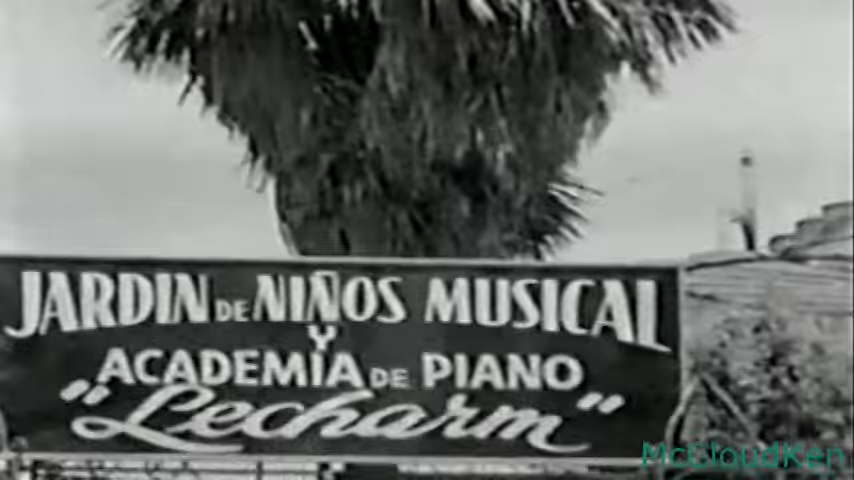 JARDIN DE NIÑOS MUSICAL
Y
ACADEMIA DE PIANO
"Lecharm"
McCloudKen